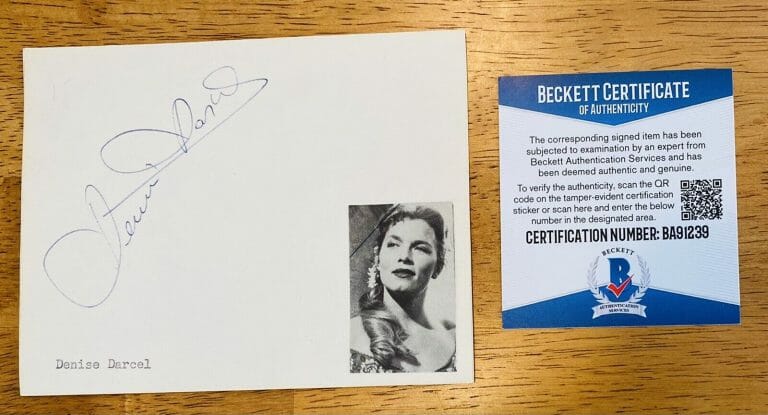 Denise Darcel
Denise Darcel
BECKETT CERTIFICATE
OF AUTHENTICITY
The corresponding signed item has been
subjected to examination by an expert from
Beckett Authentication Services and has
been deemed authentic and genuine.
To verify the authenticity, scan the QR
code on the tamper-evident certification
sticker or scan here and enter the below
number in the designated area.
CERTIFICATION NUMBER: BA91239
BECKETT
B
AUTHENTICATION
SERVICES